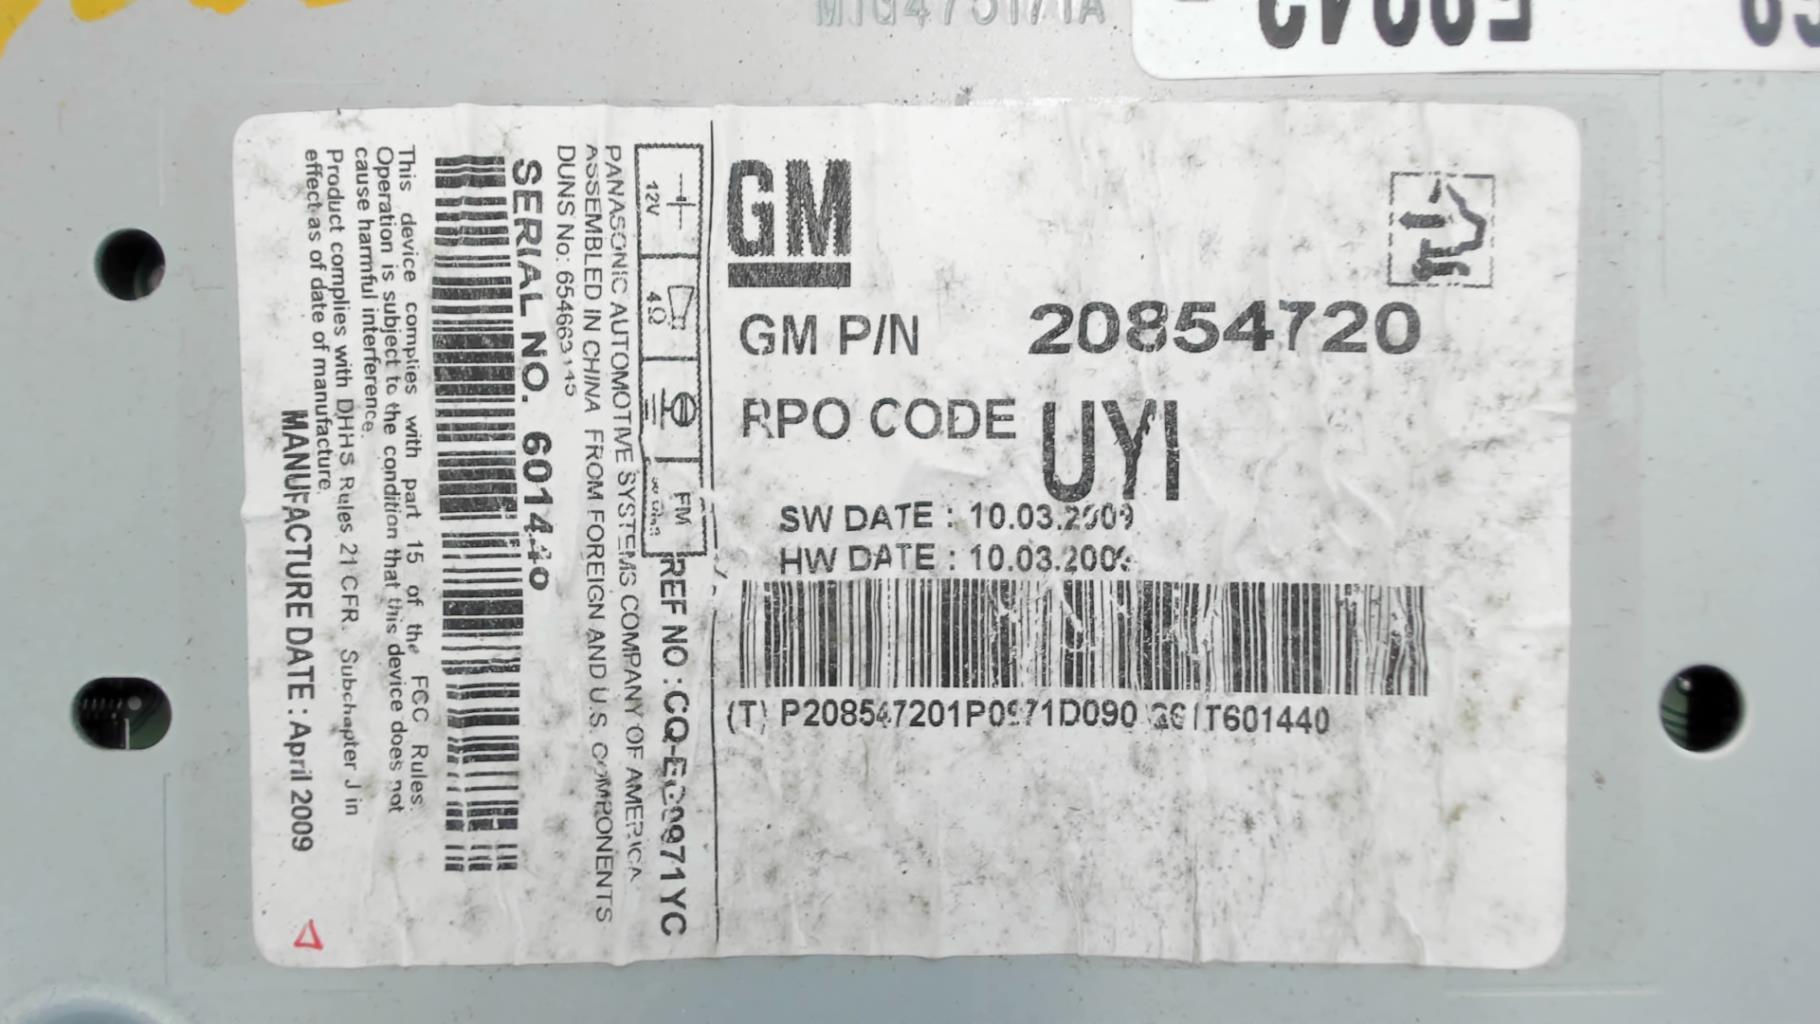 GM
GM P/N 20854720
RPO CODE UYI
SW DATE : 10.03.2009
HW DATE : 10.03.2009
(T) P208547201P0971D090 T601440
12V
4Ω
FM
REF NO :
PANASONIC AUTOMOTIVE SYSTEMS COMPANY OF AMERICA
ASSEMBLED IN CHINA FROM FOREIGN AND U.S. COMPONENTS
DUNS No:
SERIAL NO. 601440
This device complies with part 15 of the FCC Rules.
Operation is subject to the condition that this device does not
cause harmful interference.
Product complies with DHHS Rules 21 CFR. Subchapter J in
effect as of date of manufacture.
MANUFACTURE DATE : April 2009